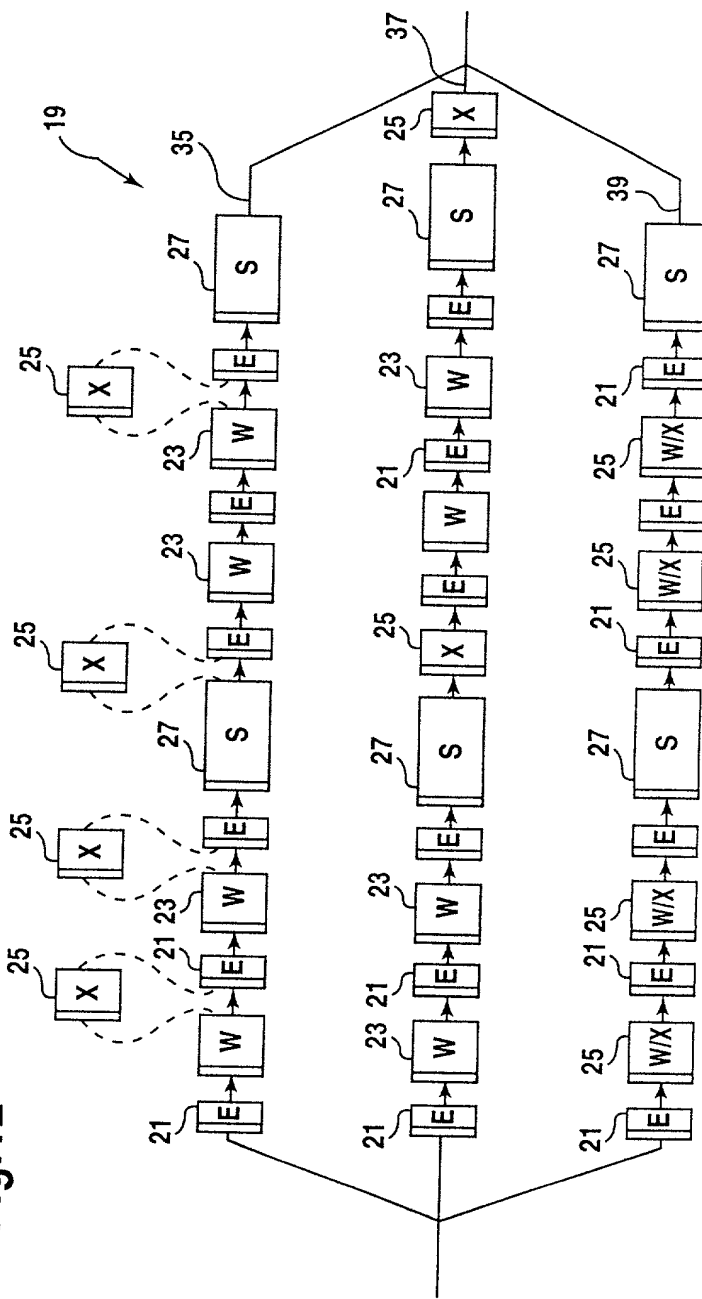 19
25 25 25 25
X X X X
21 21 23 27 23 23 27 35
E W E W E S E W E W E S
21 23 21 23 27 25 21 23 27 25 37
E W E W E S X E W E W E S X
21 25 21 25 27 21 25 25 21 27 39
E W/X E W/X E S E W/X E W/X E S